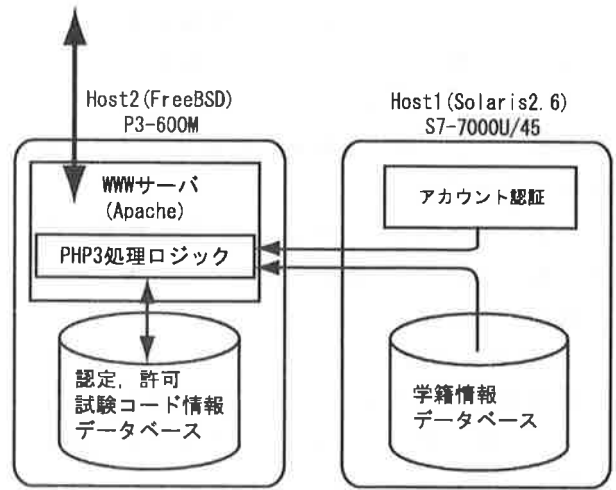 Host2(FreeBSD)
P3-600M
WWWサーバ
(Apache)
PHP3処理ロジック
認定，許可
試験コード情報
データベース
Host1(Solaris2.6)
S7-7000U/45
アカウント認証
学籍情報
データベース